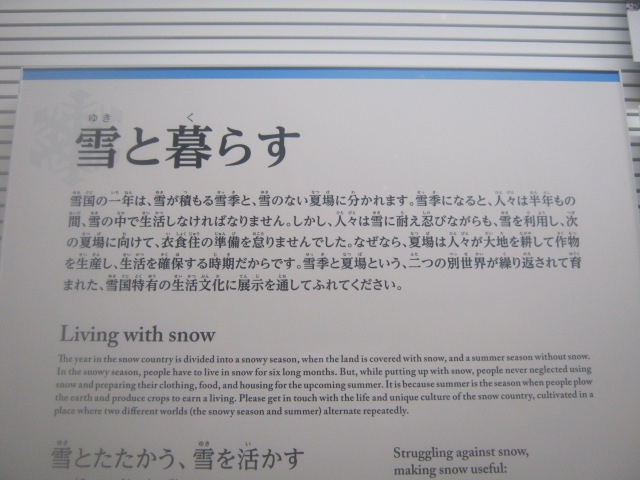 雪と暮らす
雪国の一年は、雪が積もる雪季と、雪のない夏場に分かれます。雪季になると、人々は半年もの
間、雪の中で生活しなければなりません。しかし、人々は雪に耐え忍びながらも、雪を利用し、次
の夏場に向けて、衣食住の準備を怠りませんでした。なぜなら、夏場は人々が大地を耕して作物
を生産し、生活を確保する時期だからです。雪季と夏場という、二つの別世界が繰り返されて育
まれた、雪国特有の生活文化に展示を通してふれてください。
Living with snow
The year in the snow country is divided into a snowy season, when the land is covered with snow, and a summer season without snow.
In the snowy season, people have to live in snow for six long months. But, while putting up with snow, people never neglected using
snow and preparing their clothing, food, and housing for the upcoming summer. It is because summer is the season when people plow
the earth and produce crops to earn a living. Please get in touch with the life and unique culture of the snow country, cultivated in a
place where two different worlds (the snowy season and summer) alternate repeatedly.
雪とたたかう、雪を活かす
Struggling against snow,
making snow useful: